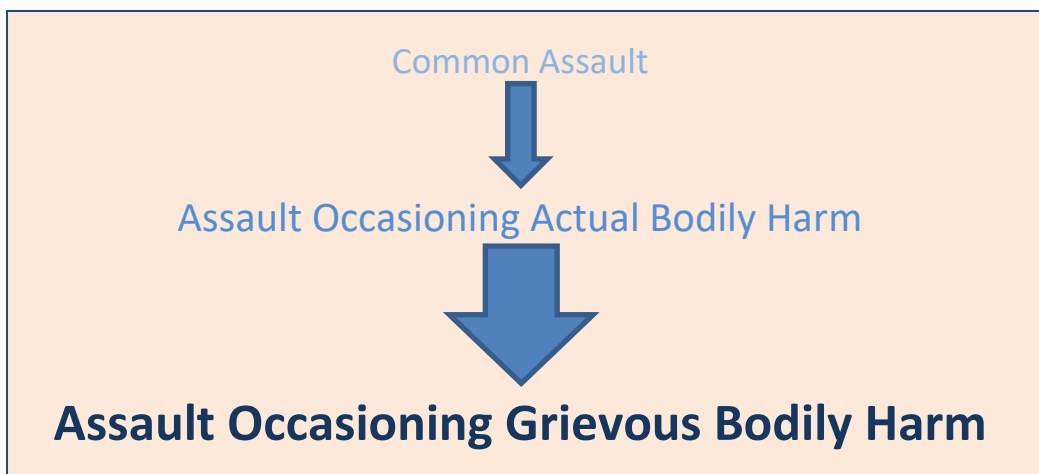 Common Assault
Assault Occasioning Actual Bodily Harm
Assault Occasioning Grievous Bodily Harm